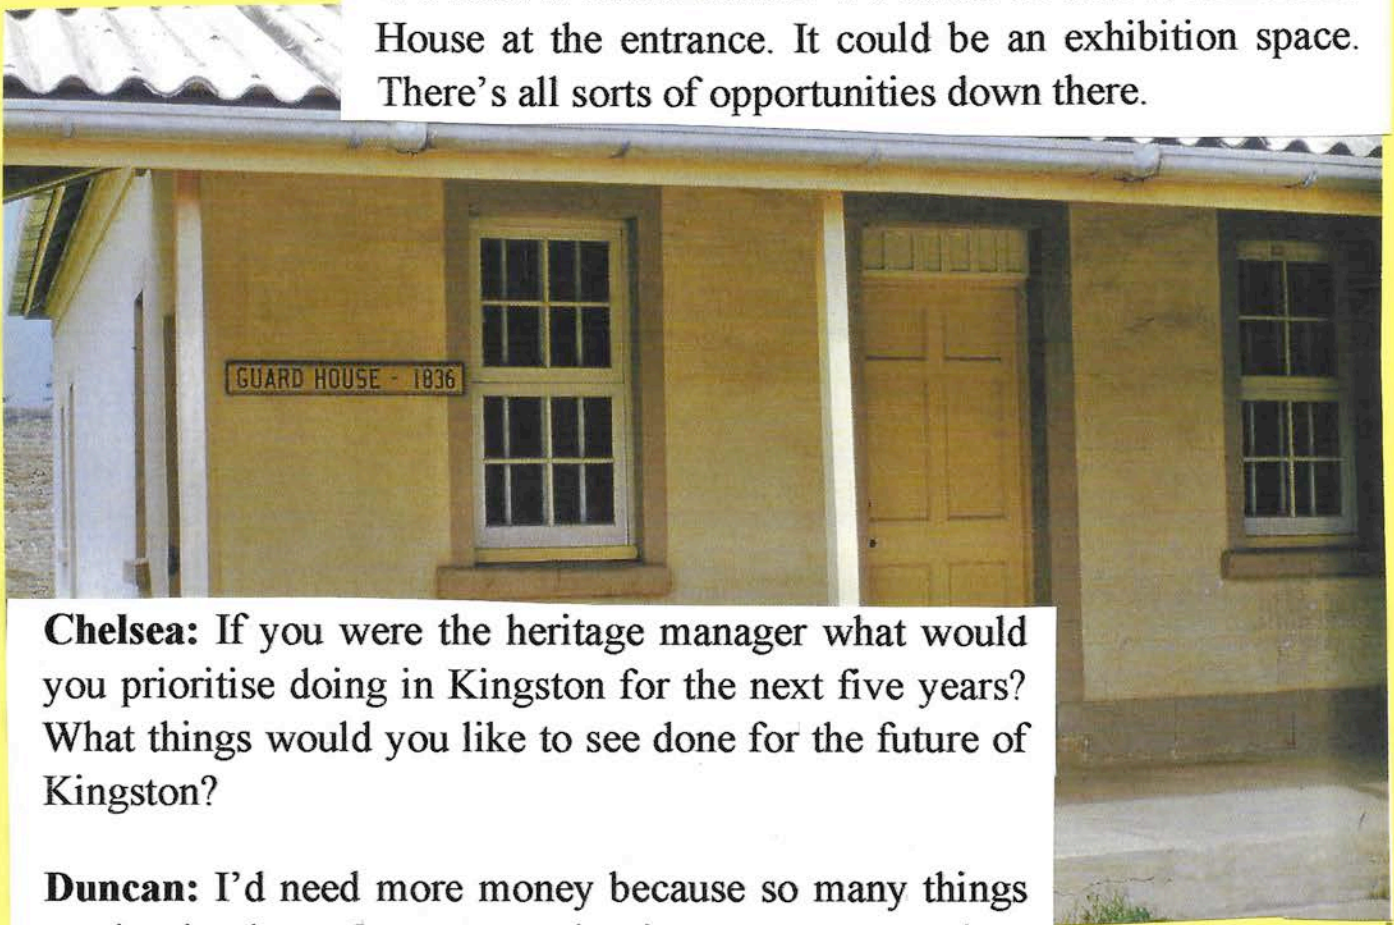 House at the entrance. It could be an exhibition space.
There's all sorts of opportunities down there.
GUARD HOUSE - 1836
Chelsea: If you were the heritage manager what would
you prioritise doing in Kingston for the next five years?
What things would you like to see done for the future of
Kingston?
Duncan: I'd need more money because so many things